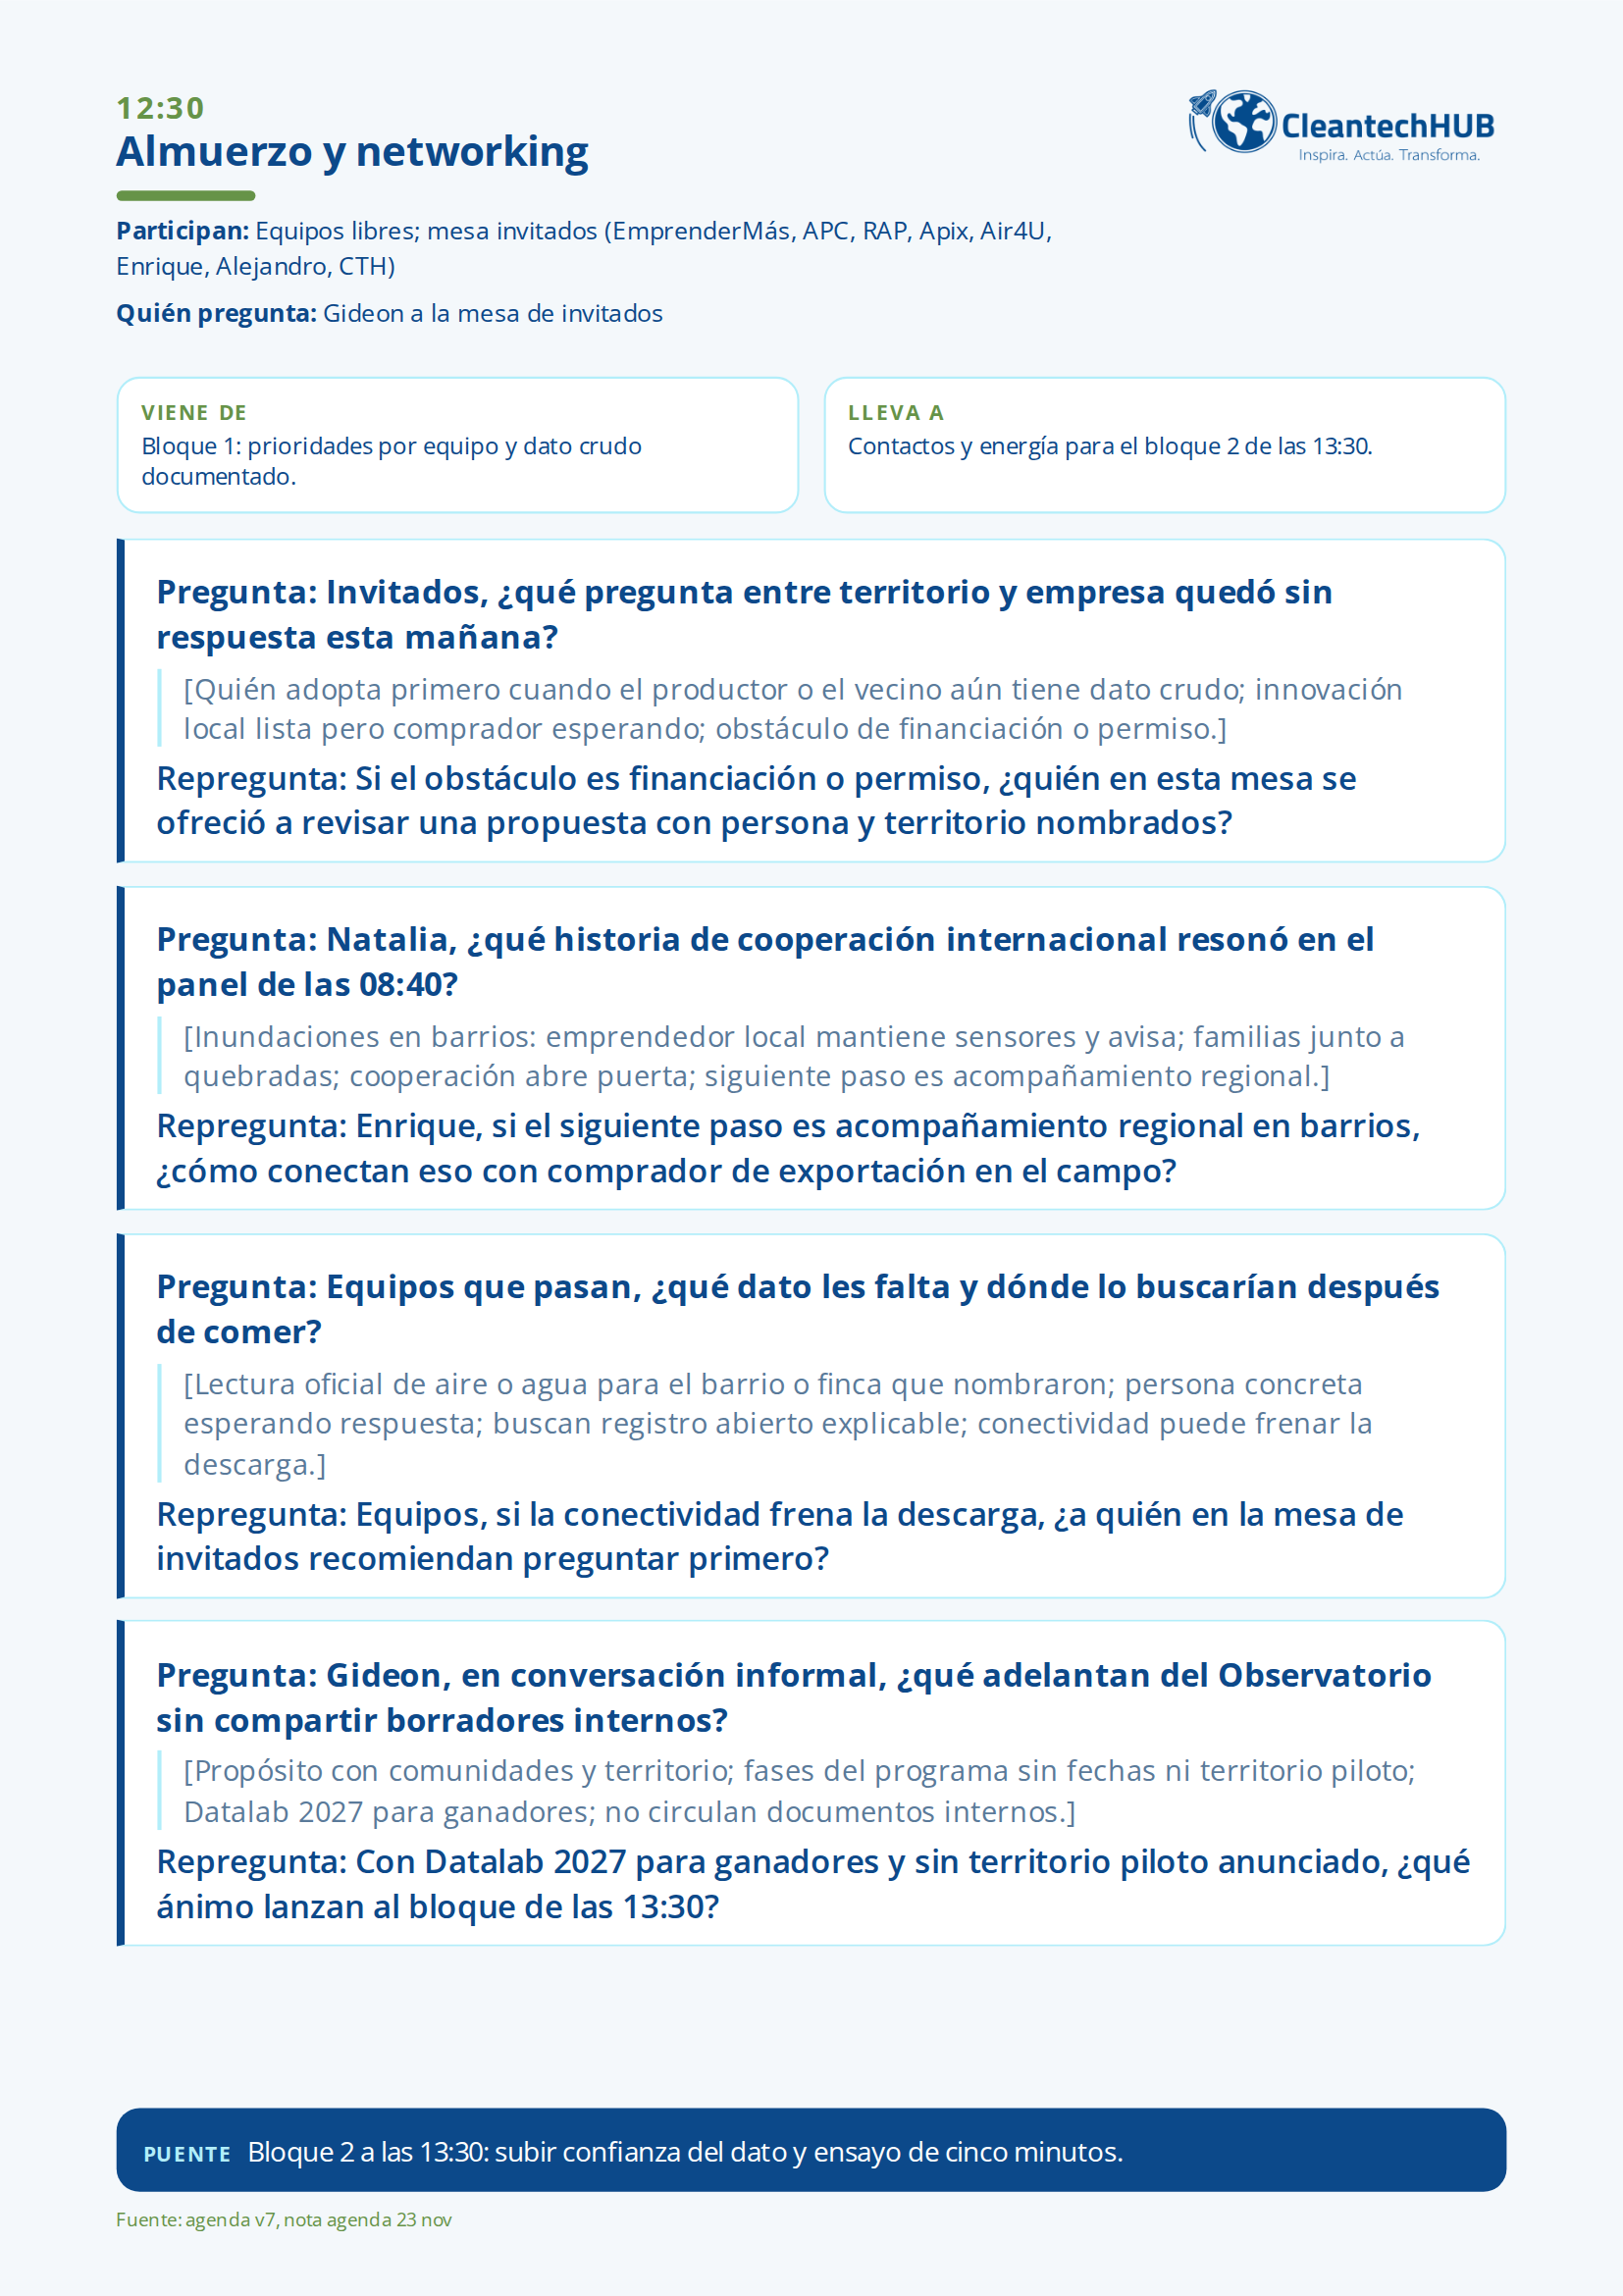 12:30
Almuerzo y networking
CleantechHUB
Inspira. Actúa. Transforma.
Participan: Equipos libres; mesa invitados (EmprenderMás, APC, RAP, Apix, Air4U,
Enrique, Alejandro, CTH)
Quién pregunta: Gideon a la mesa de invitados
VIENE DE
Bloque 1: prioridades por equipo y dato crudo
documentado.
LLEVA A
Contactos y energía para el bloque 2 de las 13:30.
Pregunta: Invitados, ¿qué pregunta entre territorio y empresa quedó sin
respuesta esta mañana?
[Quién adopta primero cuando el productor o el vecino aún tiene dato crudo; innovación
local lista pero comprador esperando; obstáculo de financiación o permiso.]
Repregunta: Si el obstáculo es financiación o permiso, ¿quién en esta mesa se
ofreció a revisar una propuesta con persona y territorio nombrados?
Pregunta: Natalia, ¿qué historia de cooperación internacional resonó en el
panel de las 08:40?
[Inundaciones en barrios: emprendedor local mantiene sensores y avisa; familias junto a
quebradas; cooperación abre puerta; siguiente paso es acompañamiento regional.]
Repregunta: Enrique, si el siguiente paso es acompañamiento regional en barrios,
¿cómo conectan eso con comprador de exportación en el campo?
Pregunta: Equipos que pasan, ¿qué dato les falta y dónde lo buscarían después
de comer?
[Lectura oficial de aire o agua para el barrio o finca que nombraron; persona concreta
esperando respuesta; buscan registro abierto explicable; conectividad puede frenar la
descarga.]
Repregunta: Equipos, si la conectividad frena la descarga, ¿a quién en la mesa de
invitados recomiendan preguntar primero?
Pregunta: Gideon, en conversación informal, ¿qué adelantan del Observatorio
sin compartir borradores internos?
[Propósito con comunidades y territorio; fases del programa sin fechas ni territorio piloto;
Datalab 2027 para ganadores; no circulan documentos internos.]
Repregunta: Con Datalab 2027 para ganadores y sin territorio piloto anunciado, ¿qué
ánimo lanzan al bloque de las 13:30?
PUENTE Bloque 2 a las 13:30: subir confianza del dato y ensayo de cinco minutos.
Fuente: agenda v7, nota agenda 23 nov